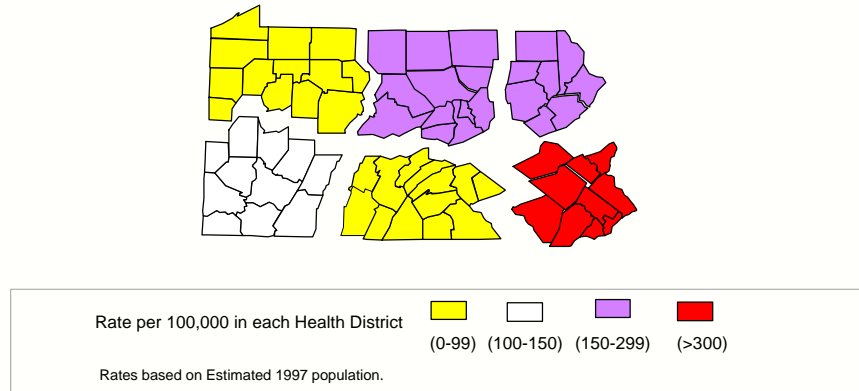 Rate per 100,000 in each Health District
(0-99) (100-150) (150-299) (>300)
Rates based on Estimated 1997 population.